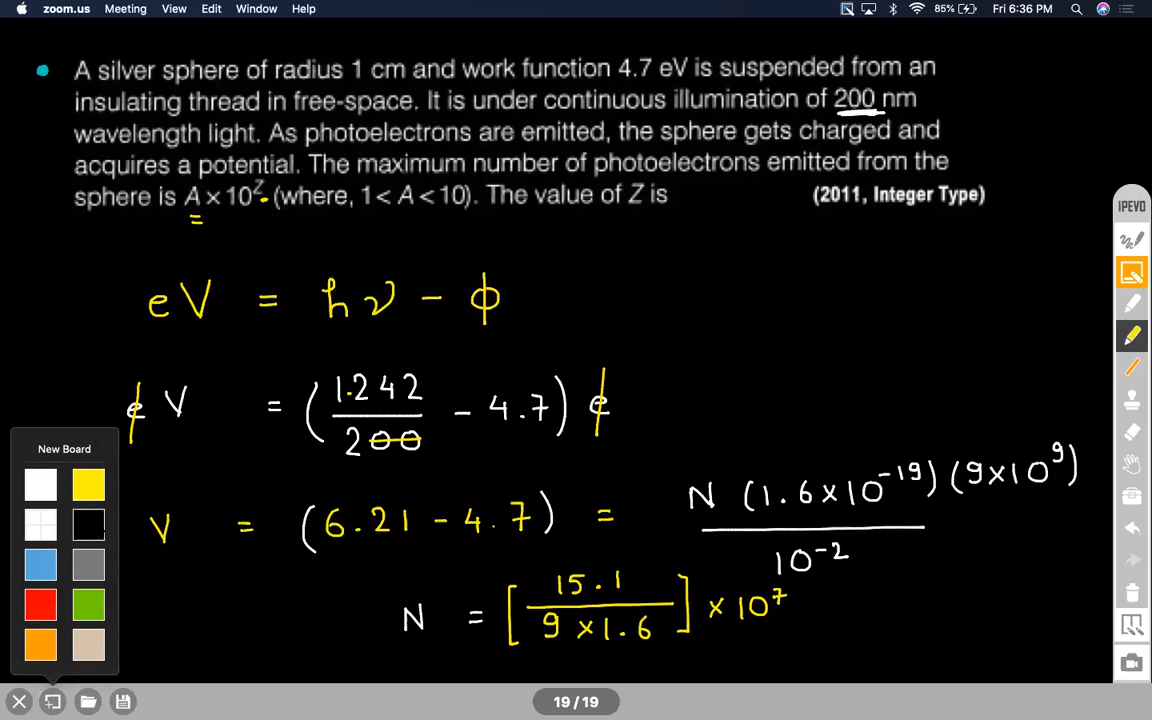 zoom.us Meeting View Edit Window Help 85% Fri 6:36 PM
A silver sphere of radius 1 cm and work function 4.7 eV is suspended from an
insulating thread in free-space. It is under continuous illumination of 200 nm
wavelength light. As photoelectrons are emitted, the sphere gets charged and
acquires a potential. The maximum number of photoelectrons emitted from the
sphere is A × 10^Z (where, 1 < A < 10). The value of Z is (2011, Integer Type)
=
eV = hν − ϕ
e V = (1.242/200 − 4.7) e
V = (6.21 − 4.7) = N (1.6×10^−19)(9×10^9)/10^−2
N = [15.1/9×1.6] × 10^7
IPEVO
New Board
19 / 19